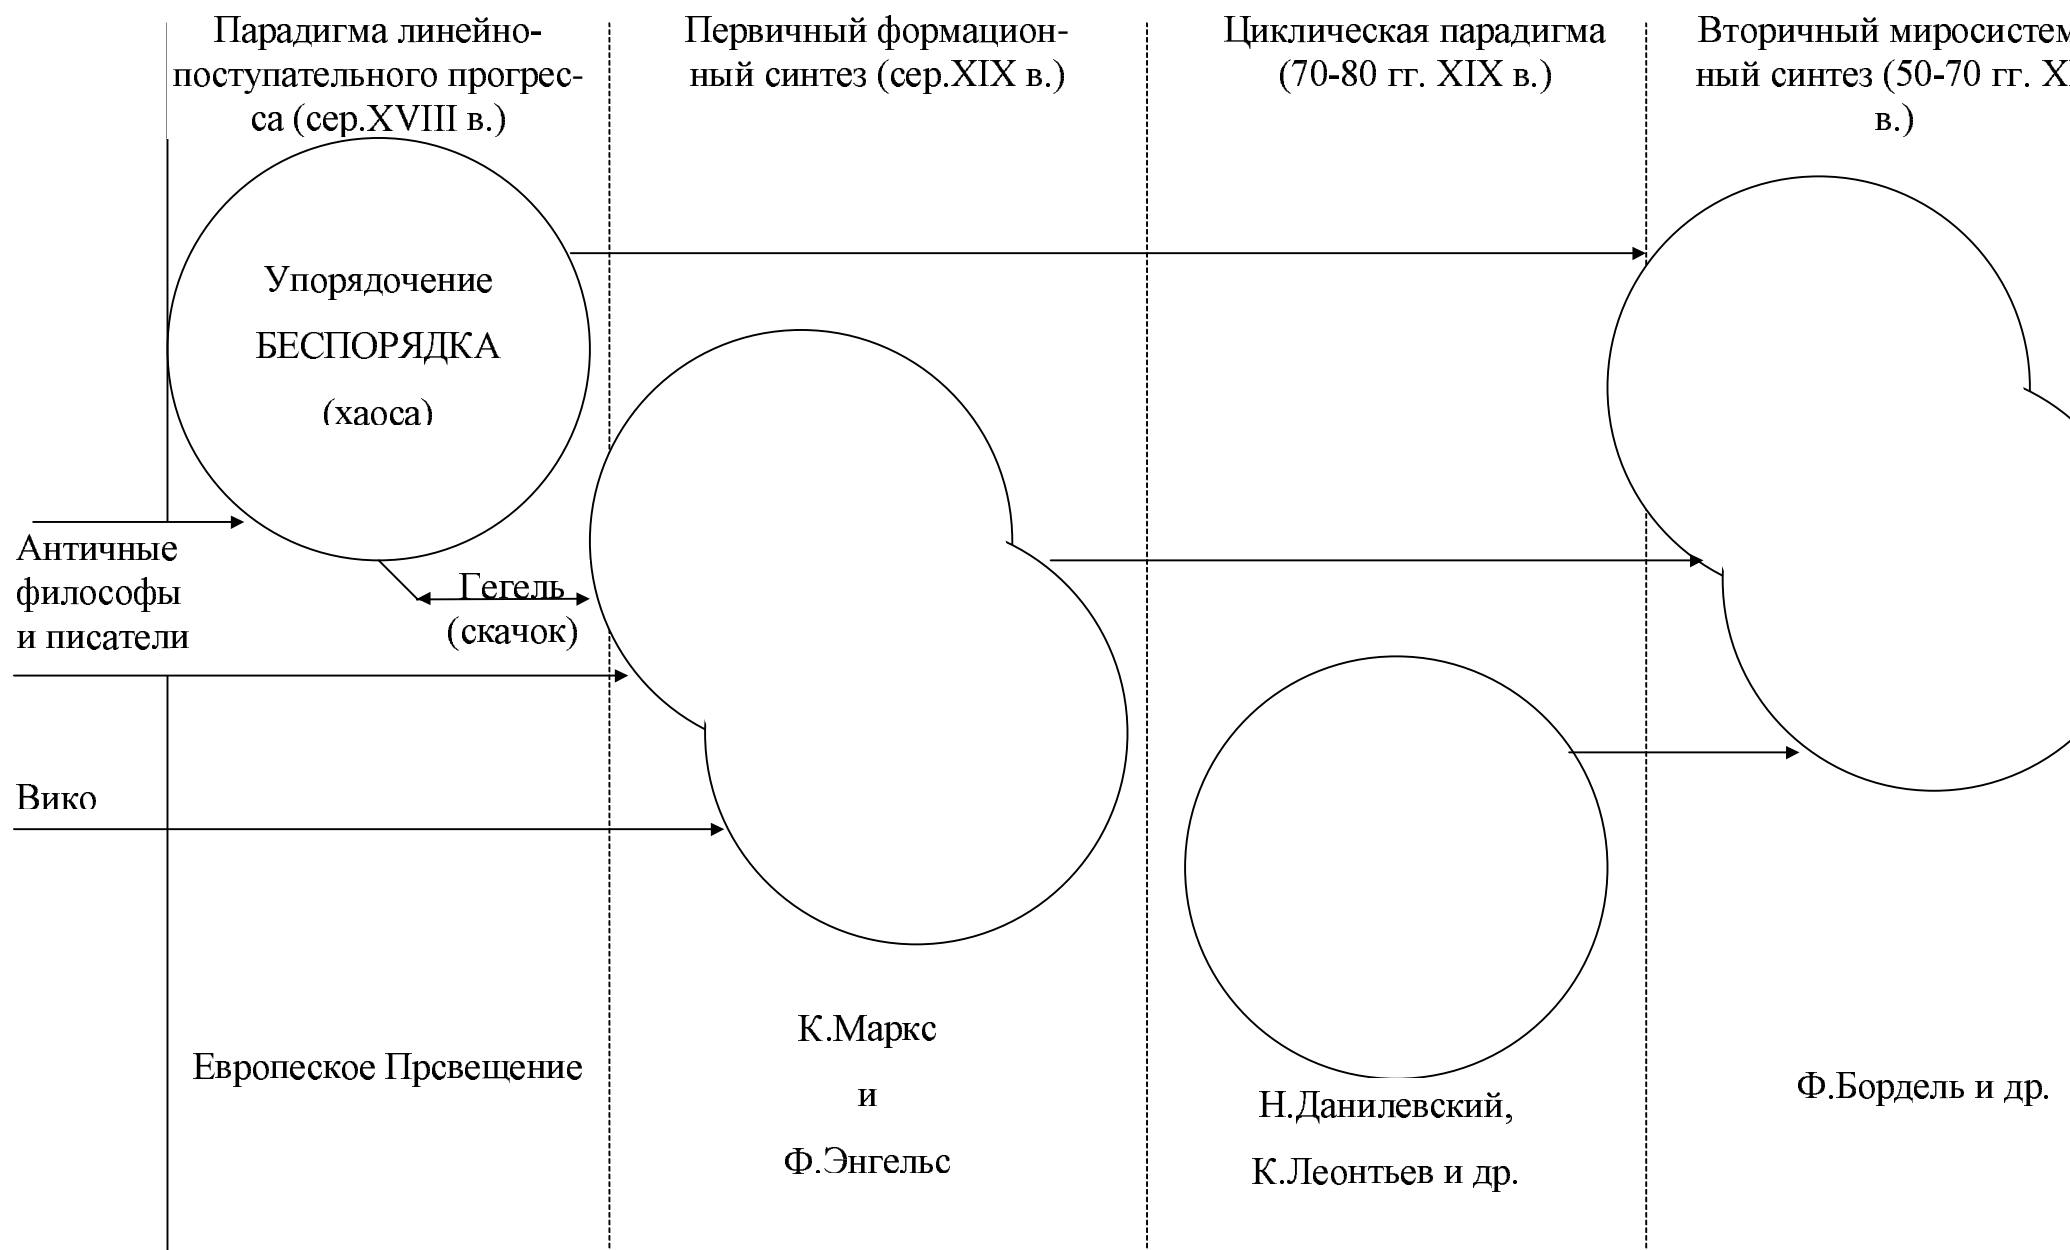 Парадигма линейно-
поступательного прогрес-
са (сер.XVIII в.)
Первичный формацион-
ный синтез (сер.XIX в.)
Циклическая парадигма
(70-80 гг. XIX в.)
Вторичный миросистем
ный синтез (50-70 гг. X
в.)
Упорядочение
БЕСПОРЯДКА
(хаоса)
Античные
философы
и писатели
Гегель
(скачок)
Вико
Европеское Прсвещение
К.Маркс
и
Ф.Энгельс
Н.Данилевский,
К.Леонтьев и др.
Ф.Бордель и др.